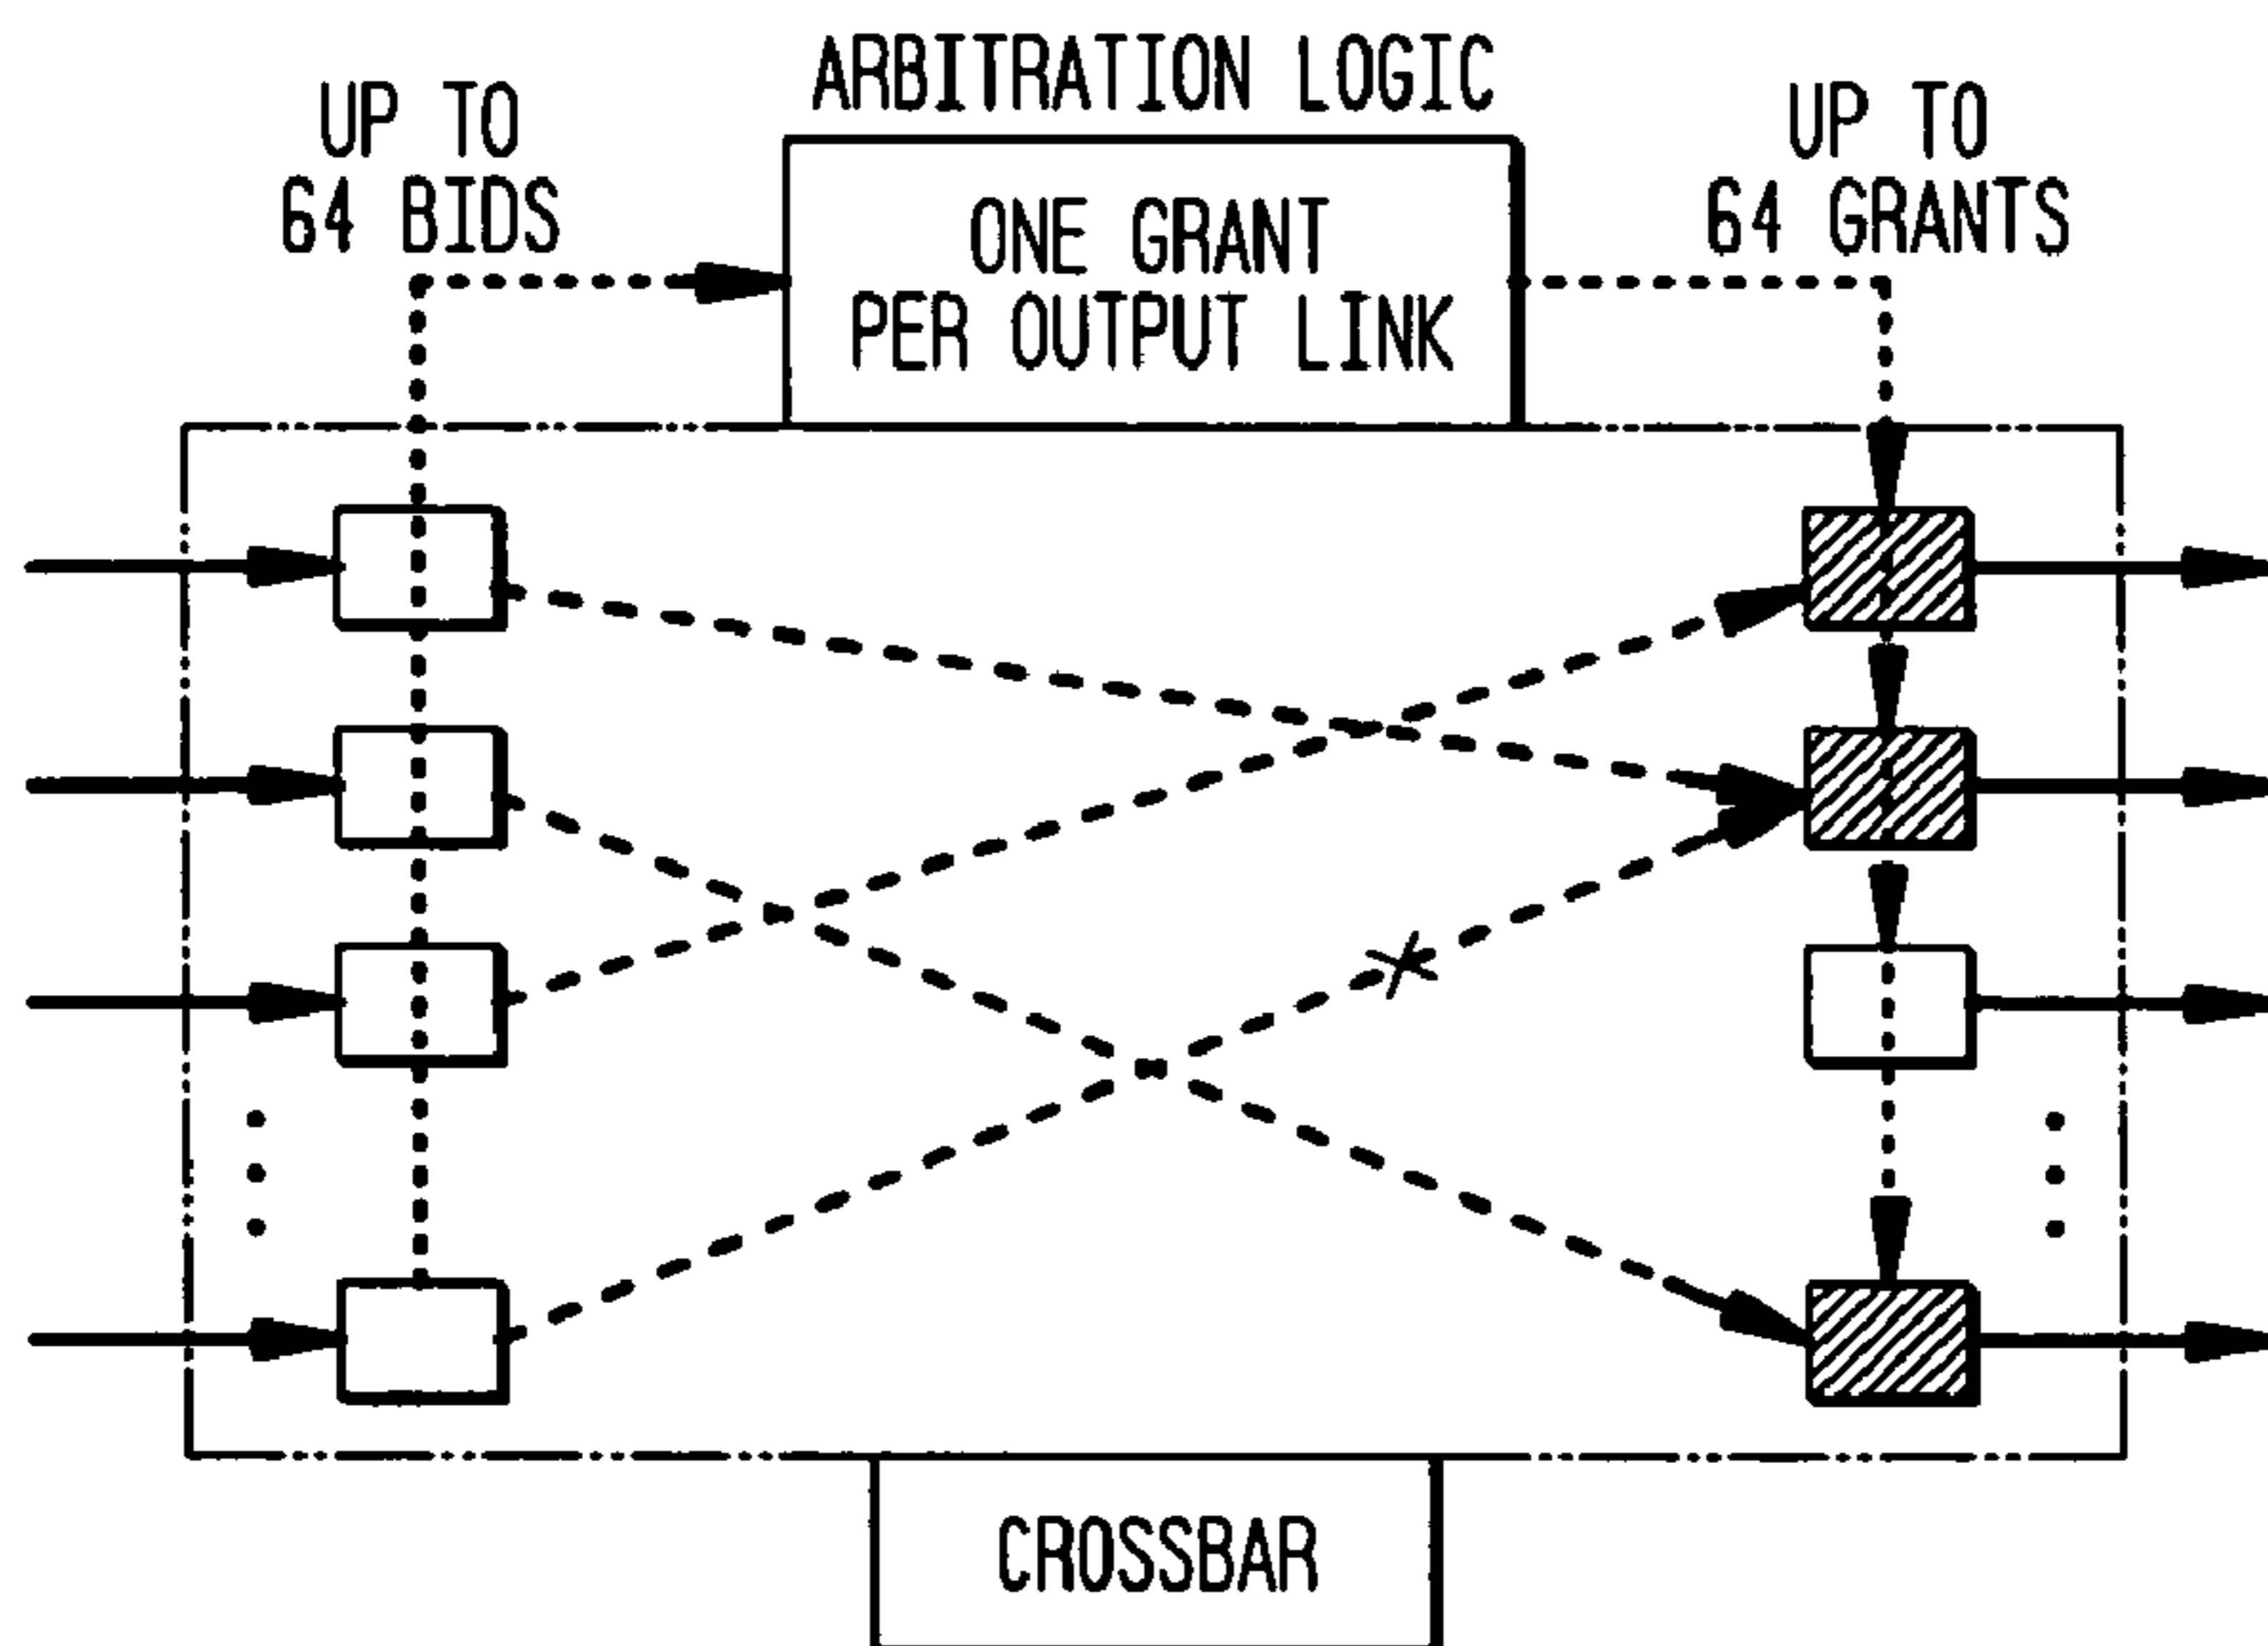 ARBITRATION LOGIC
UP TO
64 BIDS
ONE GRANT
PER OUTPUT LINK
UP TO
64 GRANTS
CROSSBAR